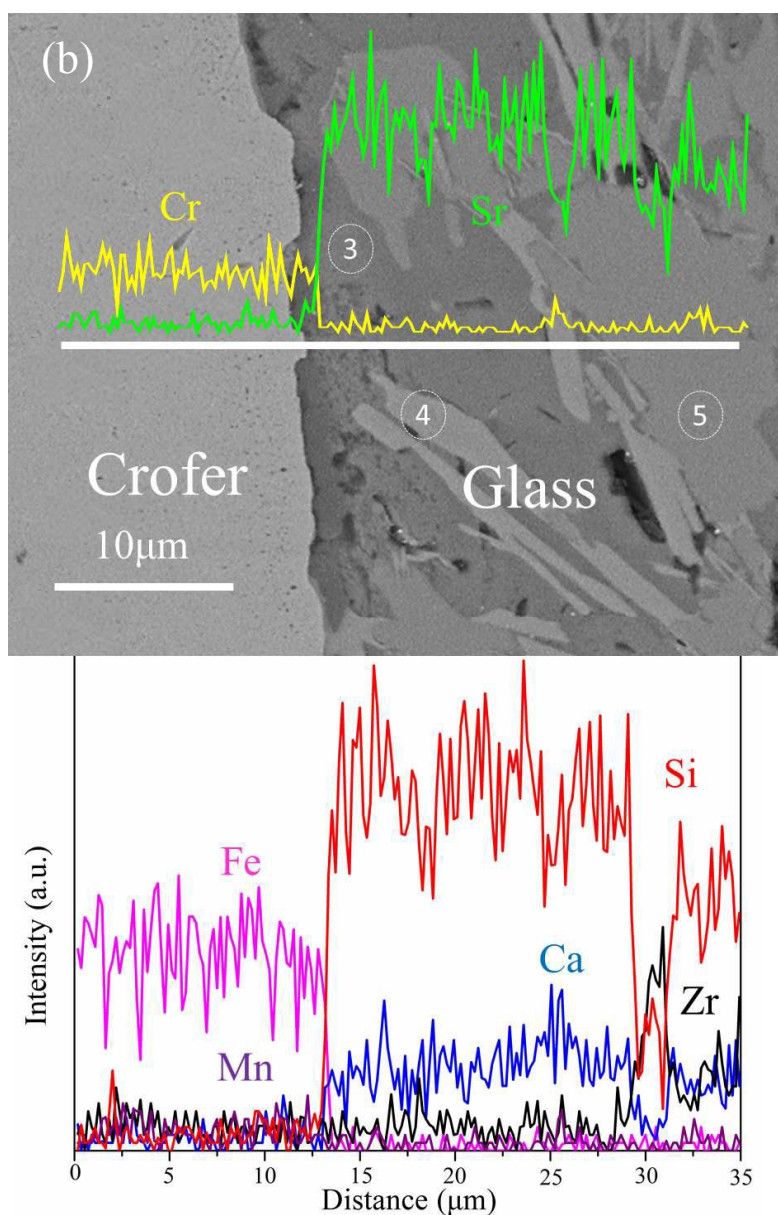 (b)
Cr
Sr
3
4
5
Crofer
Glass
10μm
Si
Fe
Ca
Zr
Mn
Intensity (a.u.)
0 5 10 15 20 25 30 35
Distance (μm)